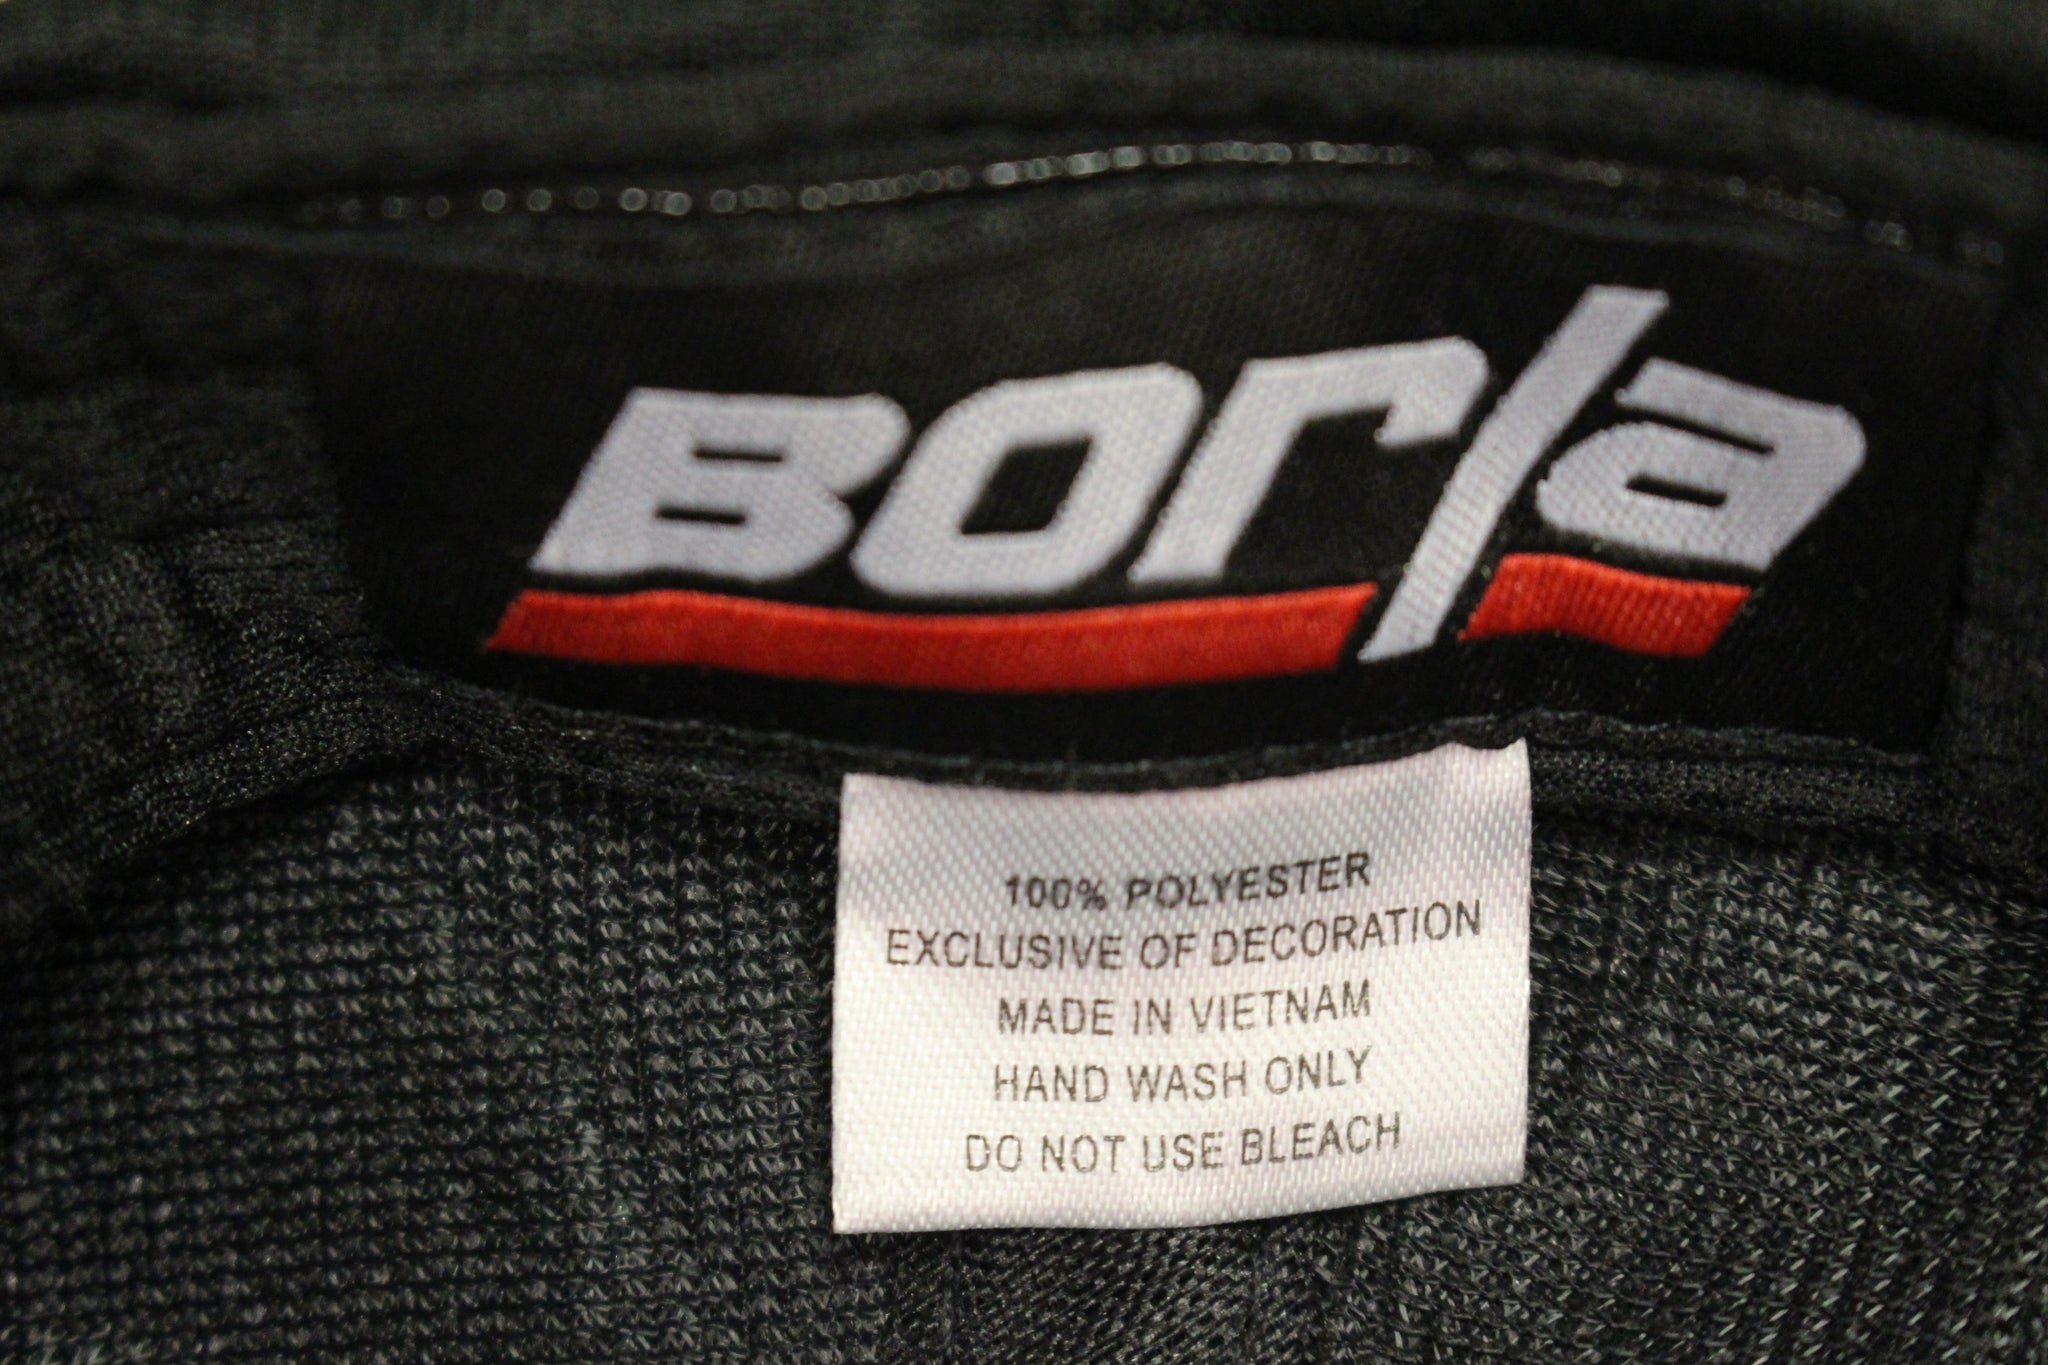 Borla
100% POLYESTER
EXCLUSIVE OF DECORATION
MADE IN VIETNAM
HAND WASH ONLY
DO NOT USE BLEACH